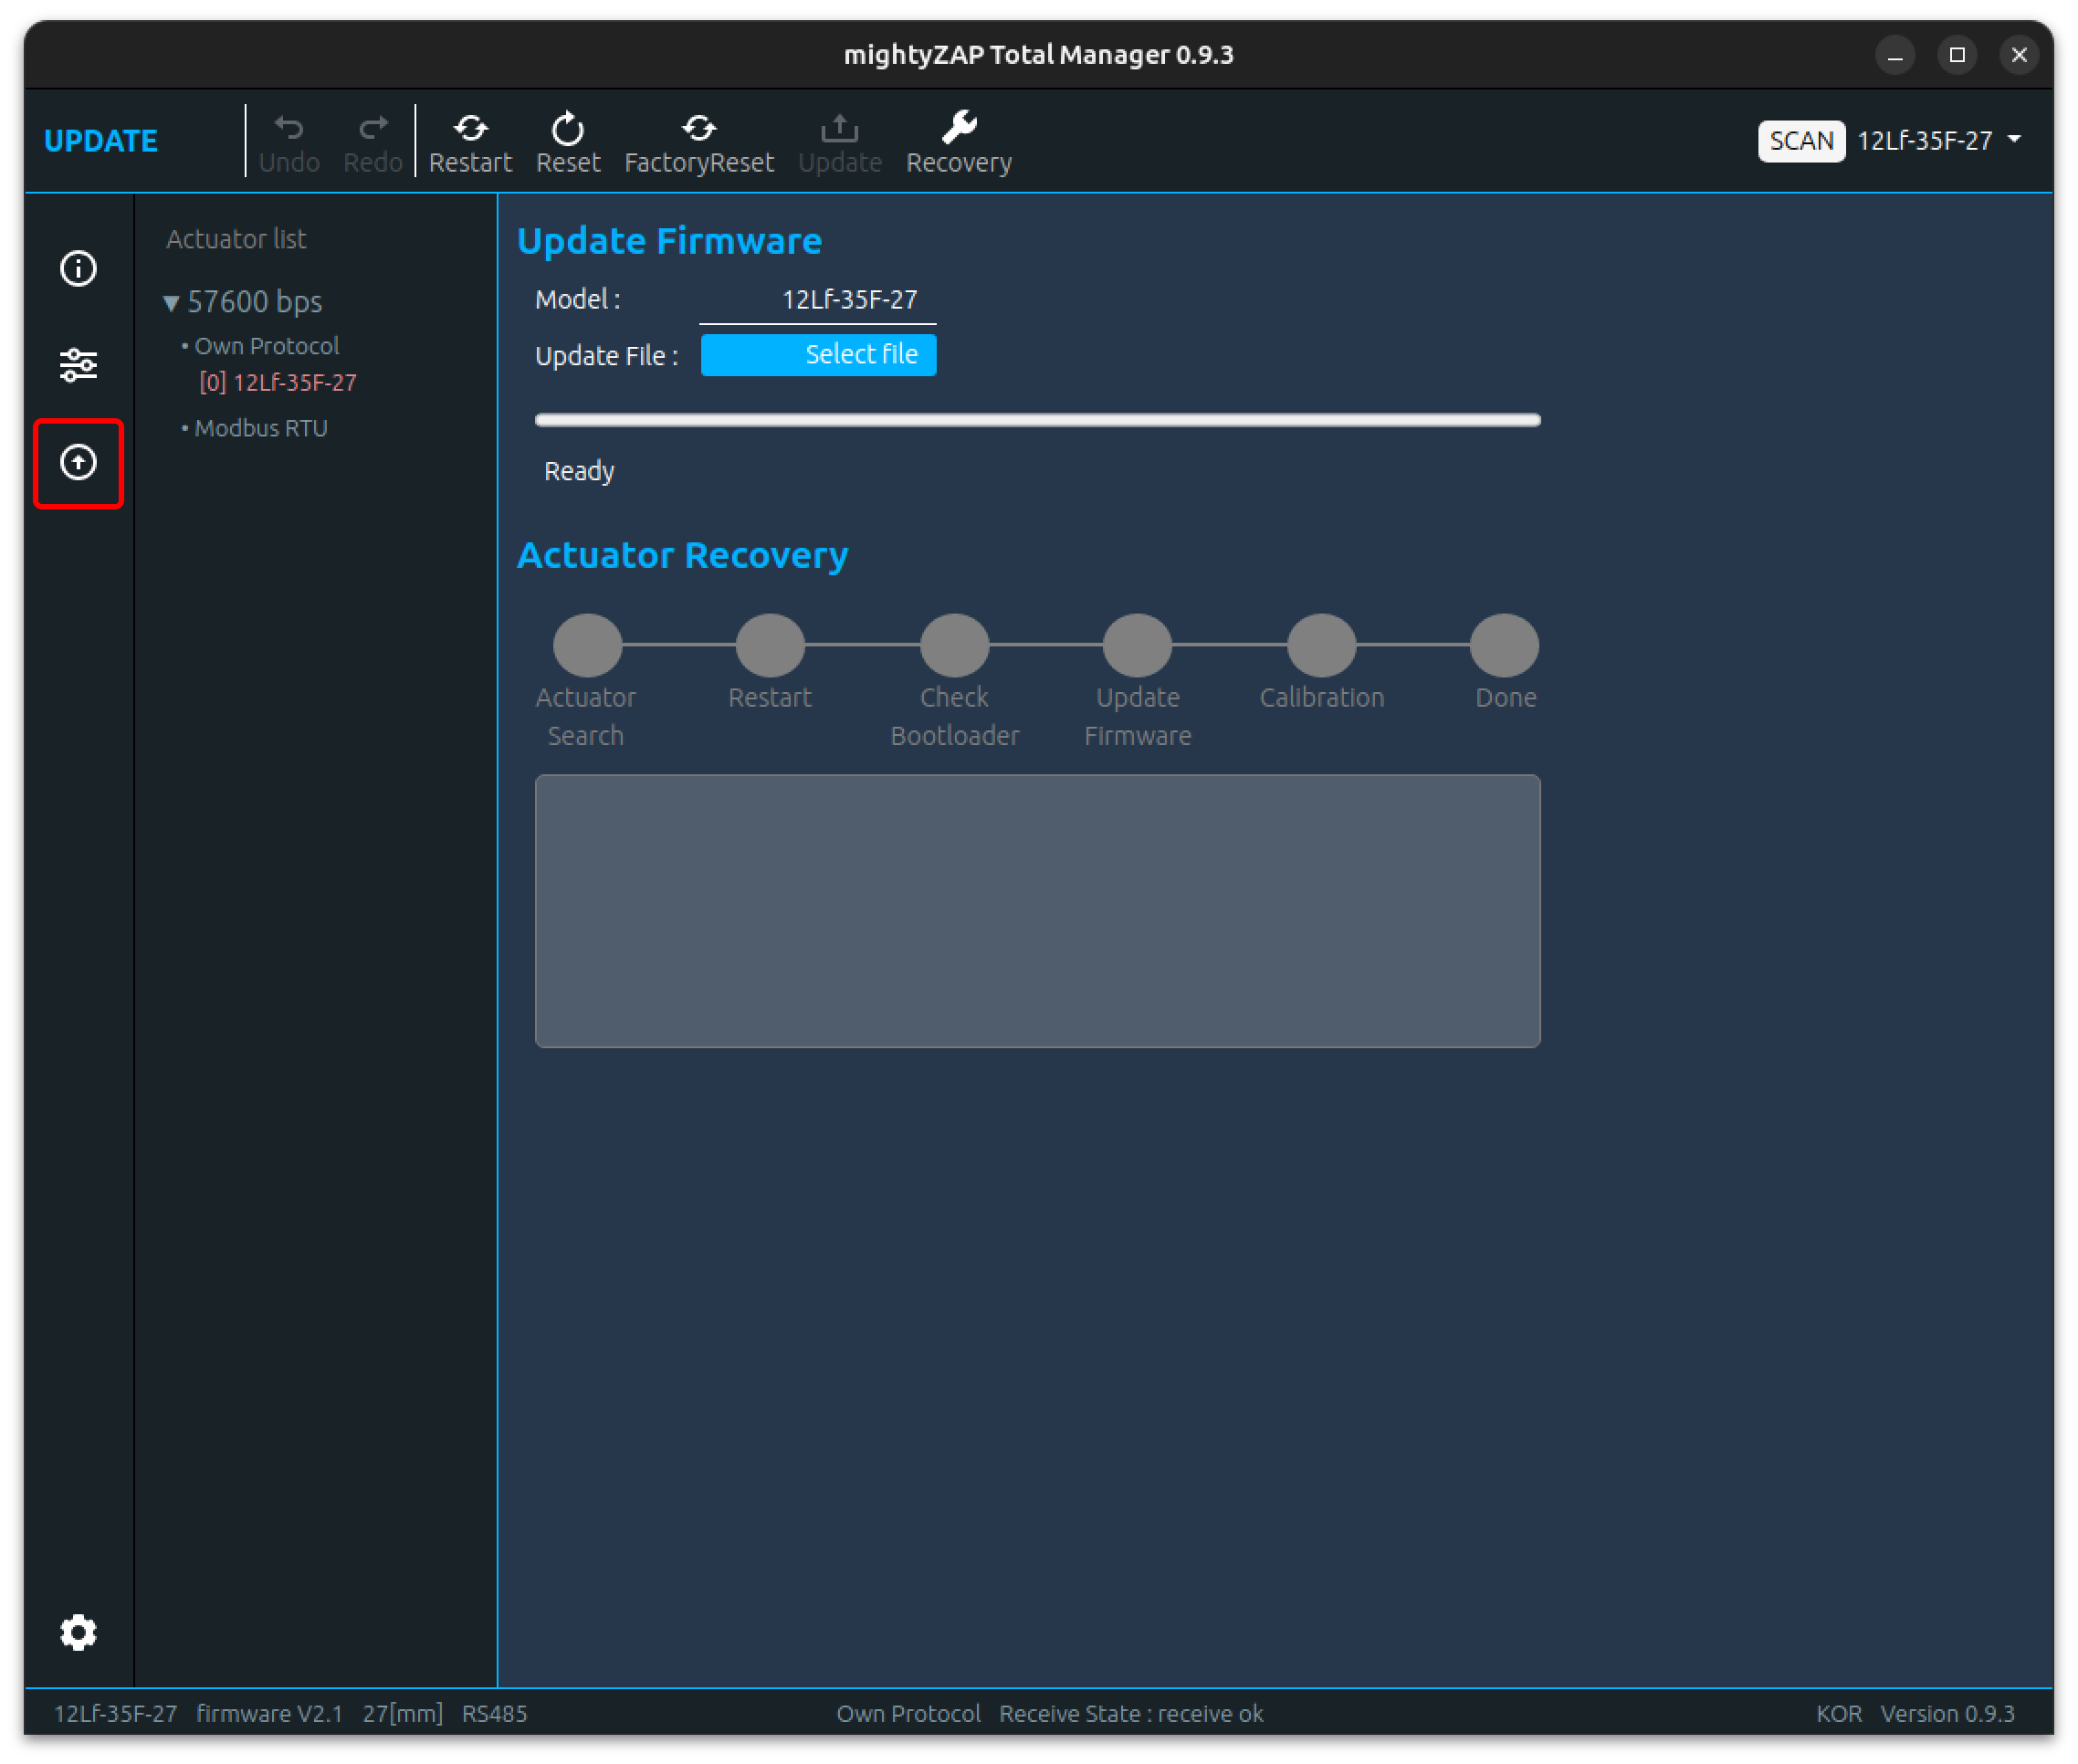 mightyZAP Total Manager 0.9.3
UPDATE
Undo
Redo
Restart
Reset
FactoryReset
Update
Recovery
SCAN
12Lf-35F-27
Actuator list
▼ 57600 bps
• Own Protocol
[0] 12Lf-35F-27
• Modbus RTU
Update Firmware
Model :
12Lf-35F-27
Update File :
Select file
Ready
Actuator Recovery
Actuator
Search
Restart
Check
Bootloader
Update
Firmware
Calibration
Done
12Lf-35F-27 firmware V2.1 27[mm] RS485
Own Protocol Receive State : receive ok
KOR Version 0.9.3